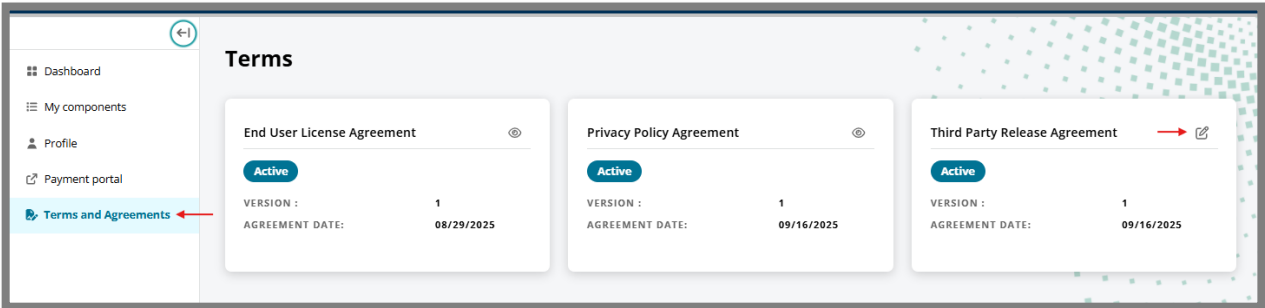 Dashboard
My components
Profile
Payment portal
Terms and Agreements
Terms
End User License Agreement
Active
VERSION : 1
AGREEMENT DATE: 08/29/2025
Privacy Policy Agreement
Active
VERSION : 1
AGREEMENT DATE: 09/16/2025
Third Party Release Agreement
Active
VERSION : 1
AGREEMENT DATE: 09/16/2025